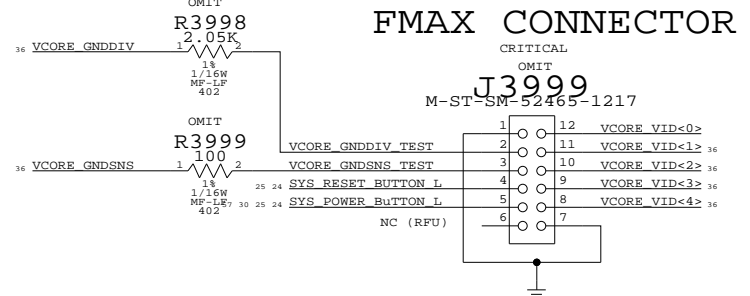 OMIT
R3998
2.05K
36 VCORE_GNDDIV
1 2
1%
1/16W
MF-LF
402
FMAX CONNECTOR
CRITICAL
OMIT
J3999
M-ST-SM-52465-1217
OMIT
R3999
100
36 VCORE_GNDSNS
1 2
1%
1/16W
MF-LF
402
1 12 VCORE_VID<0>
VCORE_GNDDIV_TEST 2 11 VCORE_VID<1> 36
VCORE_GNDSNS_TEST 3 10 VCORE_VID<2> 36
25 24 SYS_RESET_BUTTON_L 4 9 VCORE_VID<3> 36
30 25 24 SYS_POWER_BuTTON_L 5 8 VCORE_VID<4> 36
NC (RFU) 6 7